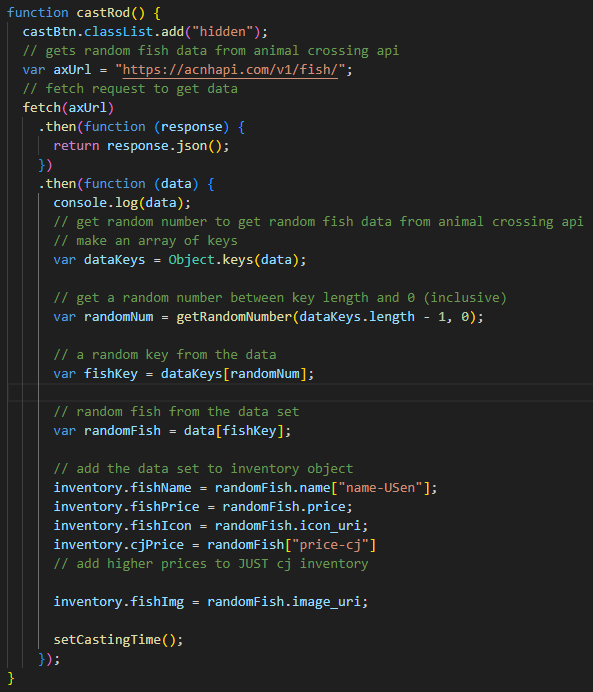 function castRod() {
  castBtn.classList.add("hidden");
  // gets random fish data from animal crossing api
  var axUrl = "https://acnhapi.com/v1/fish/";
  // fetch request to get data
  fetch(axUrl)
    .then(function (response) {
      return response.json();
    })
    .then(function (data) {
      console.log(data);
      // get random number to get random fish data from animal crossing api
      // make an array of keys
      var dataKeys = Object.keys(data);

      // get a random number between key length and 0 (inclusive)
      var randomNum = getRandomNumber(dataKeys.length - 1, 0);

      // a random key from the data
      var fishKey = dataKeys[randomNum];

      // random fish from the data set
      var randomFish = data[fishKey];

      // add the data set to inventory object
      inventory.fishName = randomFish.name["name-USen"];
      inventory.fishPrice = randomFish.price;
      inventory.fishIcon = randomFish.icon_uri;
      inventory.cjPrice = randomFish["price-cj"]
      // add higher prices to JUST cj inventory

      inventory.fishImg = randomFish.image_uri;

      setCastingTime();
    });
}